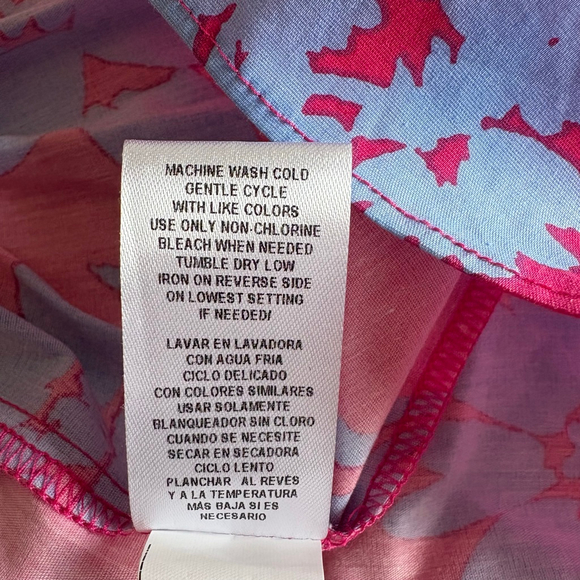 MACHINE WASH COLD
GENTLE CYCLE
WITH LIKE COLORS
USE ONLY NON-CHLORINE
BLEACH WHEN NEEDED
TUMBLE DRY LOW
IRON ON REVERSE SIDE
ON LOWEST SETTING
IF NEEDED/
LAVAR EN LAVADORA
CON AGUA FRIA
CICLO DELICADO
CON COLORES SIMILARES
USAR SOLAMENTE
BLANQUEADOR SIN CLORO
CUANDO SE NECESITE
SECAR EN SECADORA
CICLO LENTO
PLANCHAR AL REVÉS
Y A LA TEMPERATURA
MÁS BAJA SI ES
NECESARIO